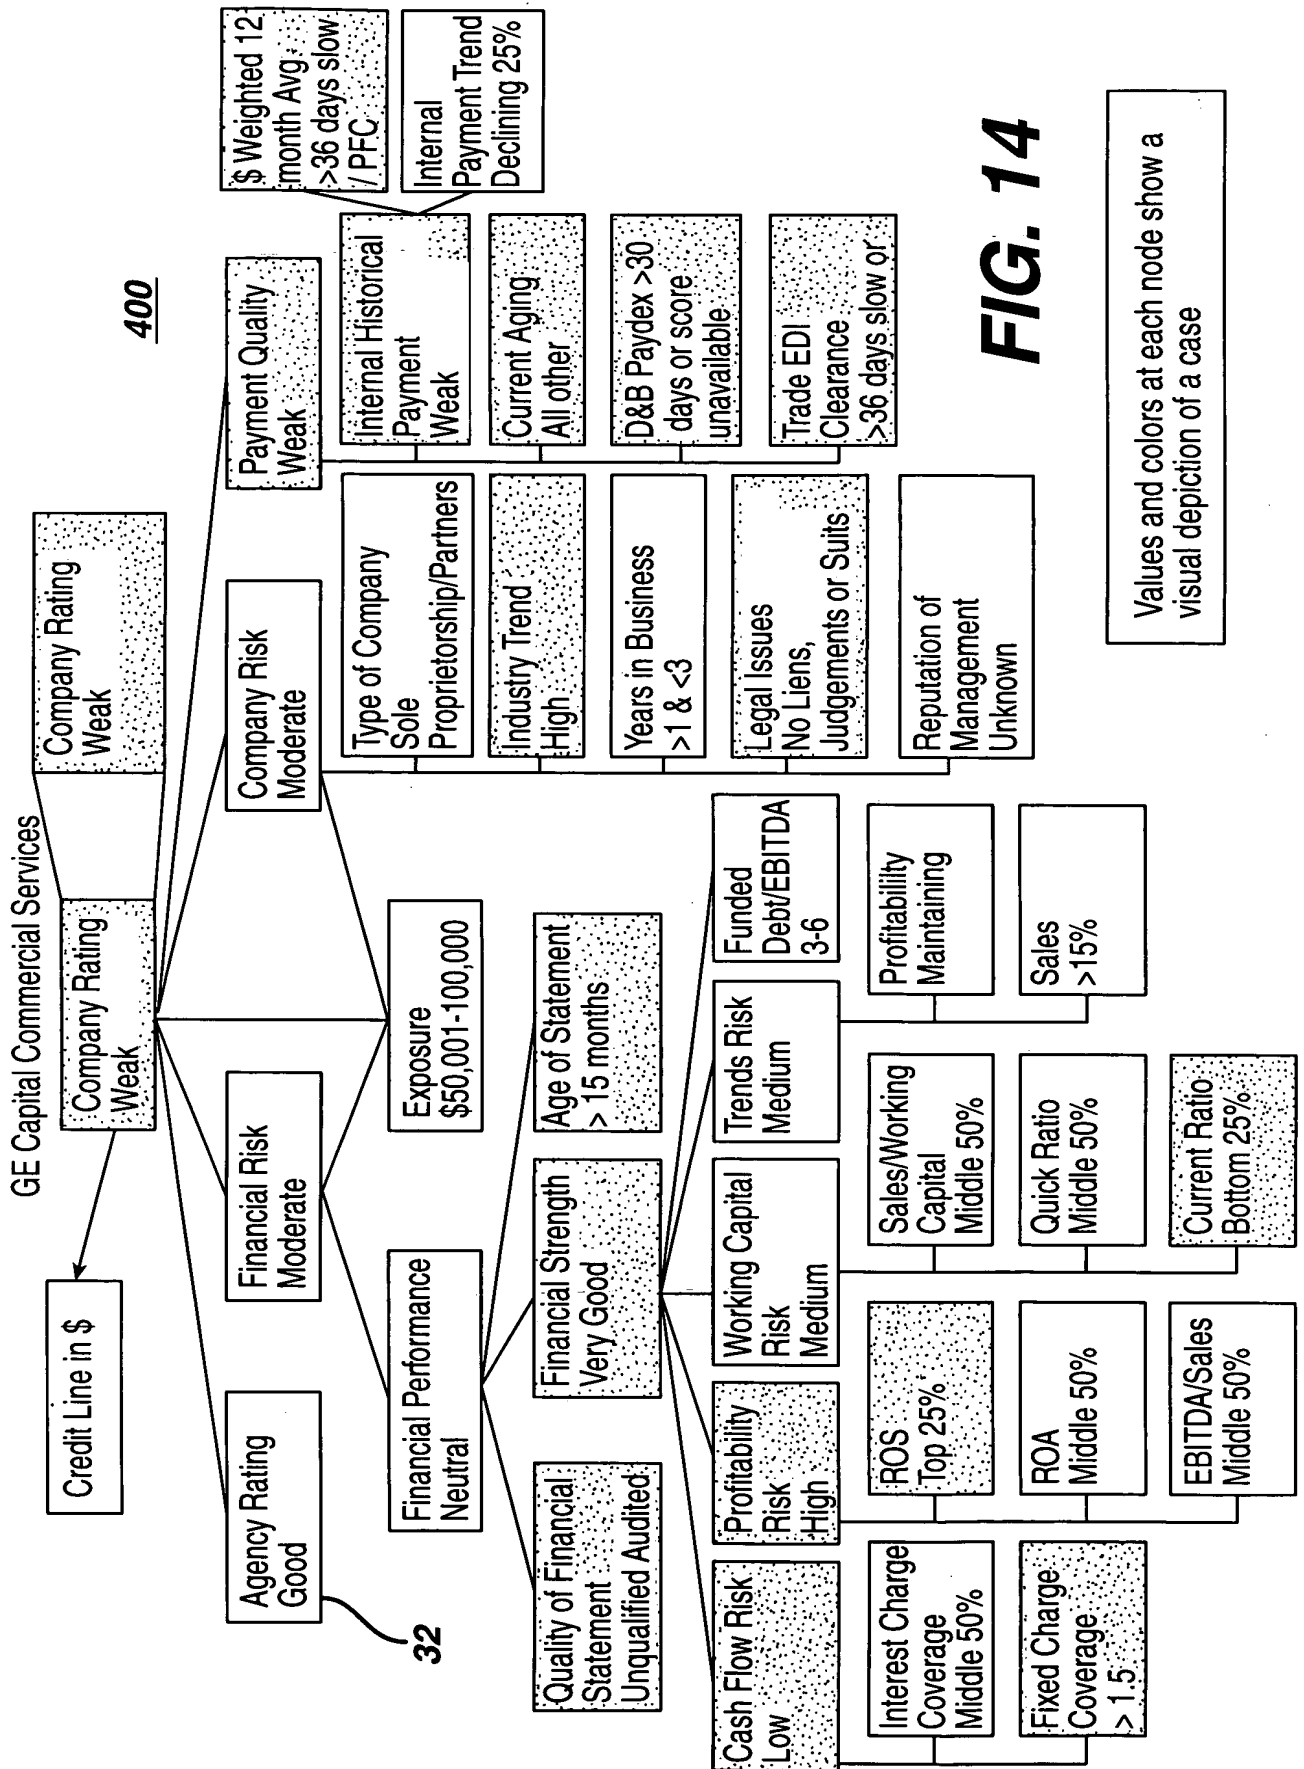 GE Capital Commercial Services
Credit Line in $
Company Rating
Weak
Company Rating
Weak
400
Agency Rating
Good
32
Financial Risk
Moderate
Company Risk
Moderate
Payment Quality
Weak
$ Weighted 12
month Avg.
>36 days slow
/ PFC
Internal
Payment Trend
Declining 25%
Financial Performance
Neutral
Exposure
$50,001-100,000
Type of Company
Sole
Proprietorship/Partners
Industry Trend
High
Years in Business
>1 & <3
Legal Issues
No Liens,
Judgements or Suits
Reputation of
Management
Unknown
Internal Historical
Payment
Weak
Current Aging
All other
D&B Paydex >30
days or score
unavailable
Trade EDI
Clearance
>36 days slow or
Quality of Financial
Statement
Unqualified Audited
Financial Strength
Very Good
Age of Statement
> 15 months
Cash Flow Risk
Low
Profitability
Risk
High
Working Capital
Risk
Medium
Trends Risk
Medium
Funded
Debt/EBITDA
3-6
Interest Charge
Coverage
Middle 50%
Fixed Charge
Coverage
> 1.5
ROS
Top 25%
ROA
Middle 50%
EBITDA/Sales
Middle 50%
Sales/Working
Capital
Middle 50%
Quick Ratio
Middle 50%
Current Ratio
Bottom 25%
Profitability
Maintaining
Sales
>15%
FIG. 14
Values and colors at each node show a
visual depiction of a case